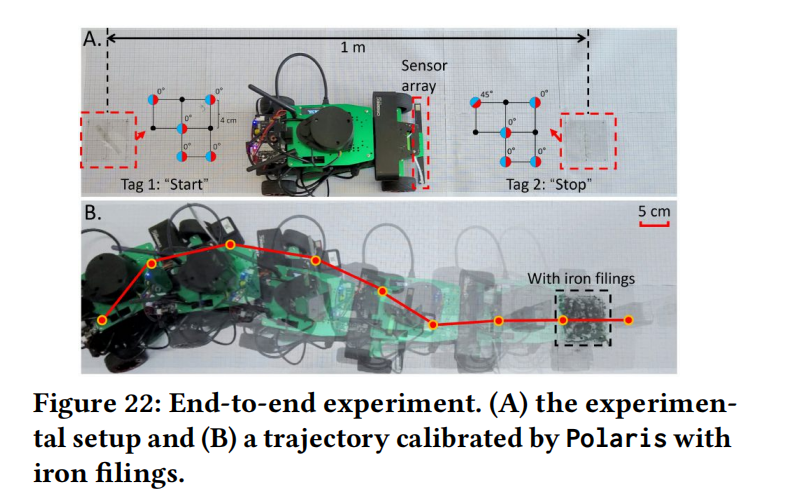 A.
1 m
Sensor
array
0°
0°
0°
4 cm
0°
0°
Tag 1: “Start”
45°
0°
0°
0°
0°
Tag 2: “Stop”
B.
5 cm
With iron filings
Figure 22: End-to-end experiment. (A) the experimen-
tal setup and (B) a trajectory calibrated by Polaris with
iron filings.